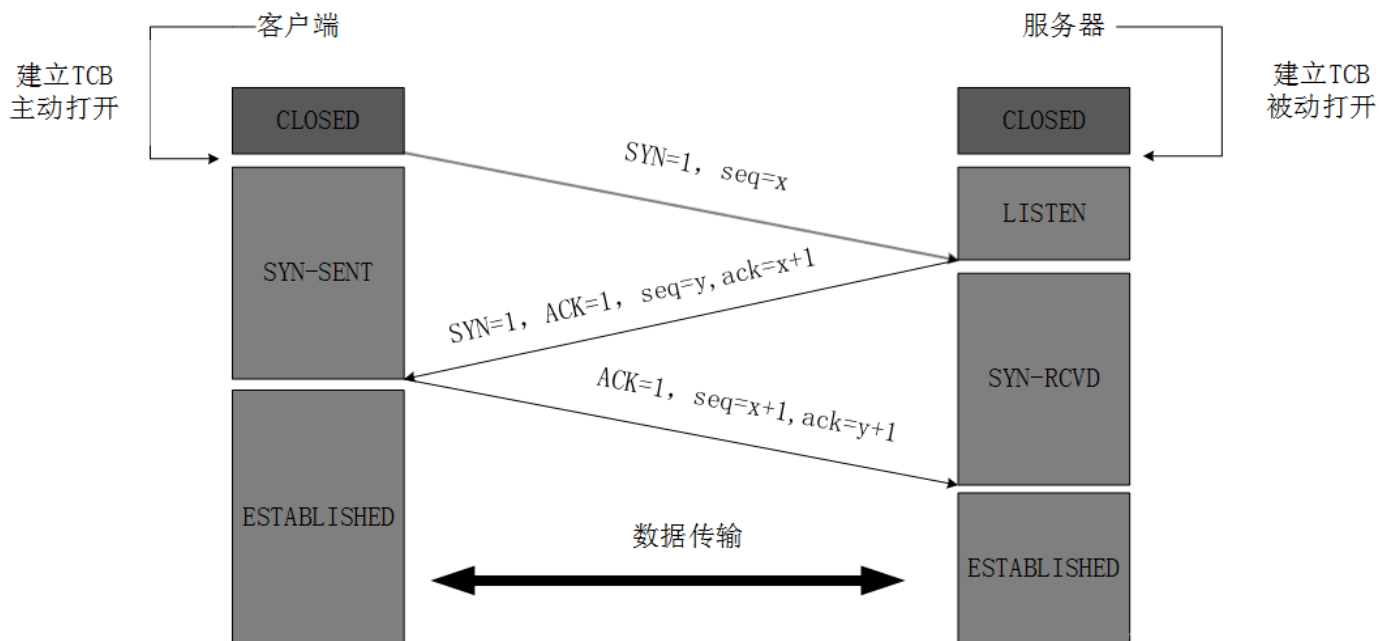 客户端
服务器
建立TCB
主动打开
建立TCB
被动打开
CLOSED
CLOSED
SYN=1, seq=x
LISTEN
SYN-SENT
SYN=1, ACK=1, seq=y,ack=x+1
SYN-RCVD
ACK=1, seq=x+1,ack=y+1
ESTABLISHED
数据传输
ESTABLISHED